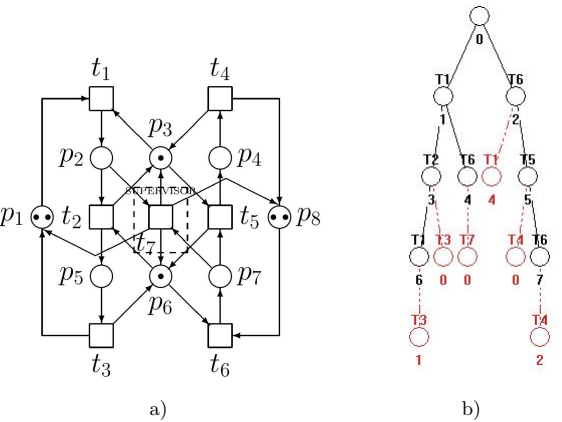 t1 t4
p3
p2 p4
SUPERVISOR
p1 t2 t5 p8
t7
p5 p7
p6
t3 t6
a)
0
T1 T6
1 2
T2 T6 T1 T5
3 4 4 5
T1 T3 T7 T4 T6
6 0 0 0 7
T3 T4
1 2
b)